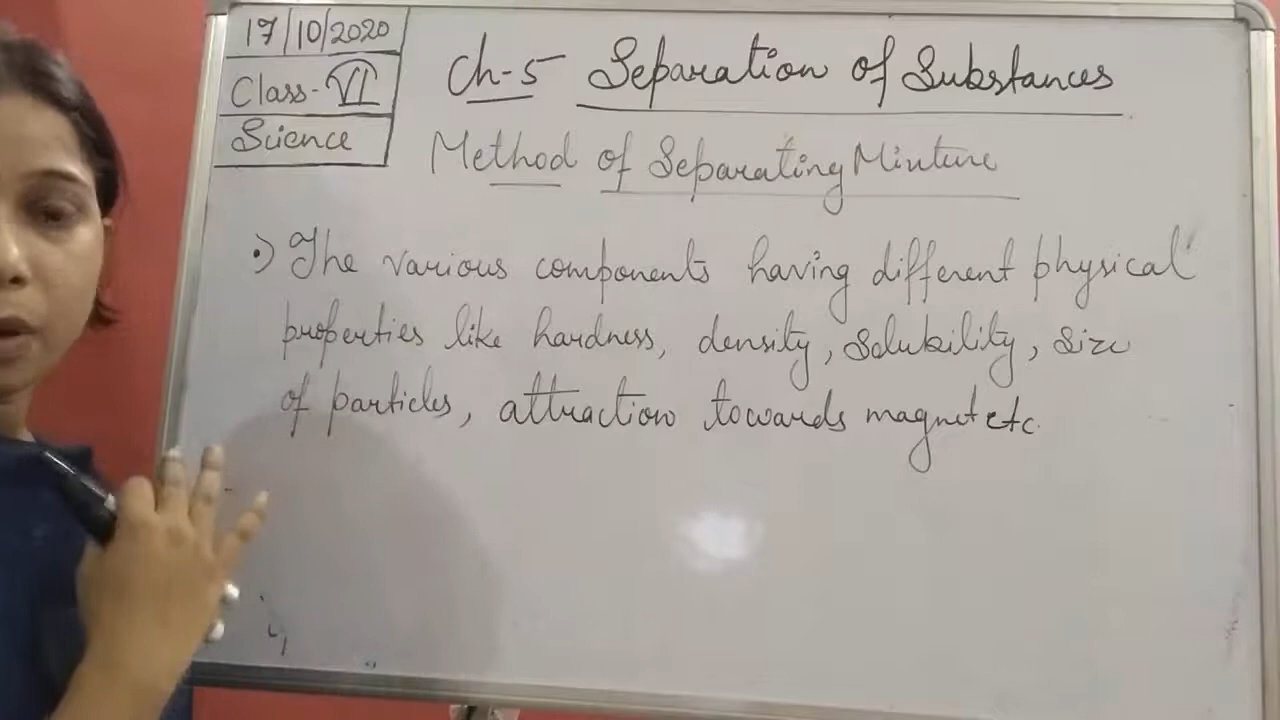 17/10/2020
Class-VI
Science
Ch-5 Separation of Substances
Method of Separating Mixture
•) The various components having different physical
properties like hardness, density, solubility, size
of particles, attraction towards magnet etc.